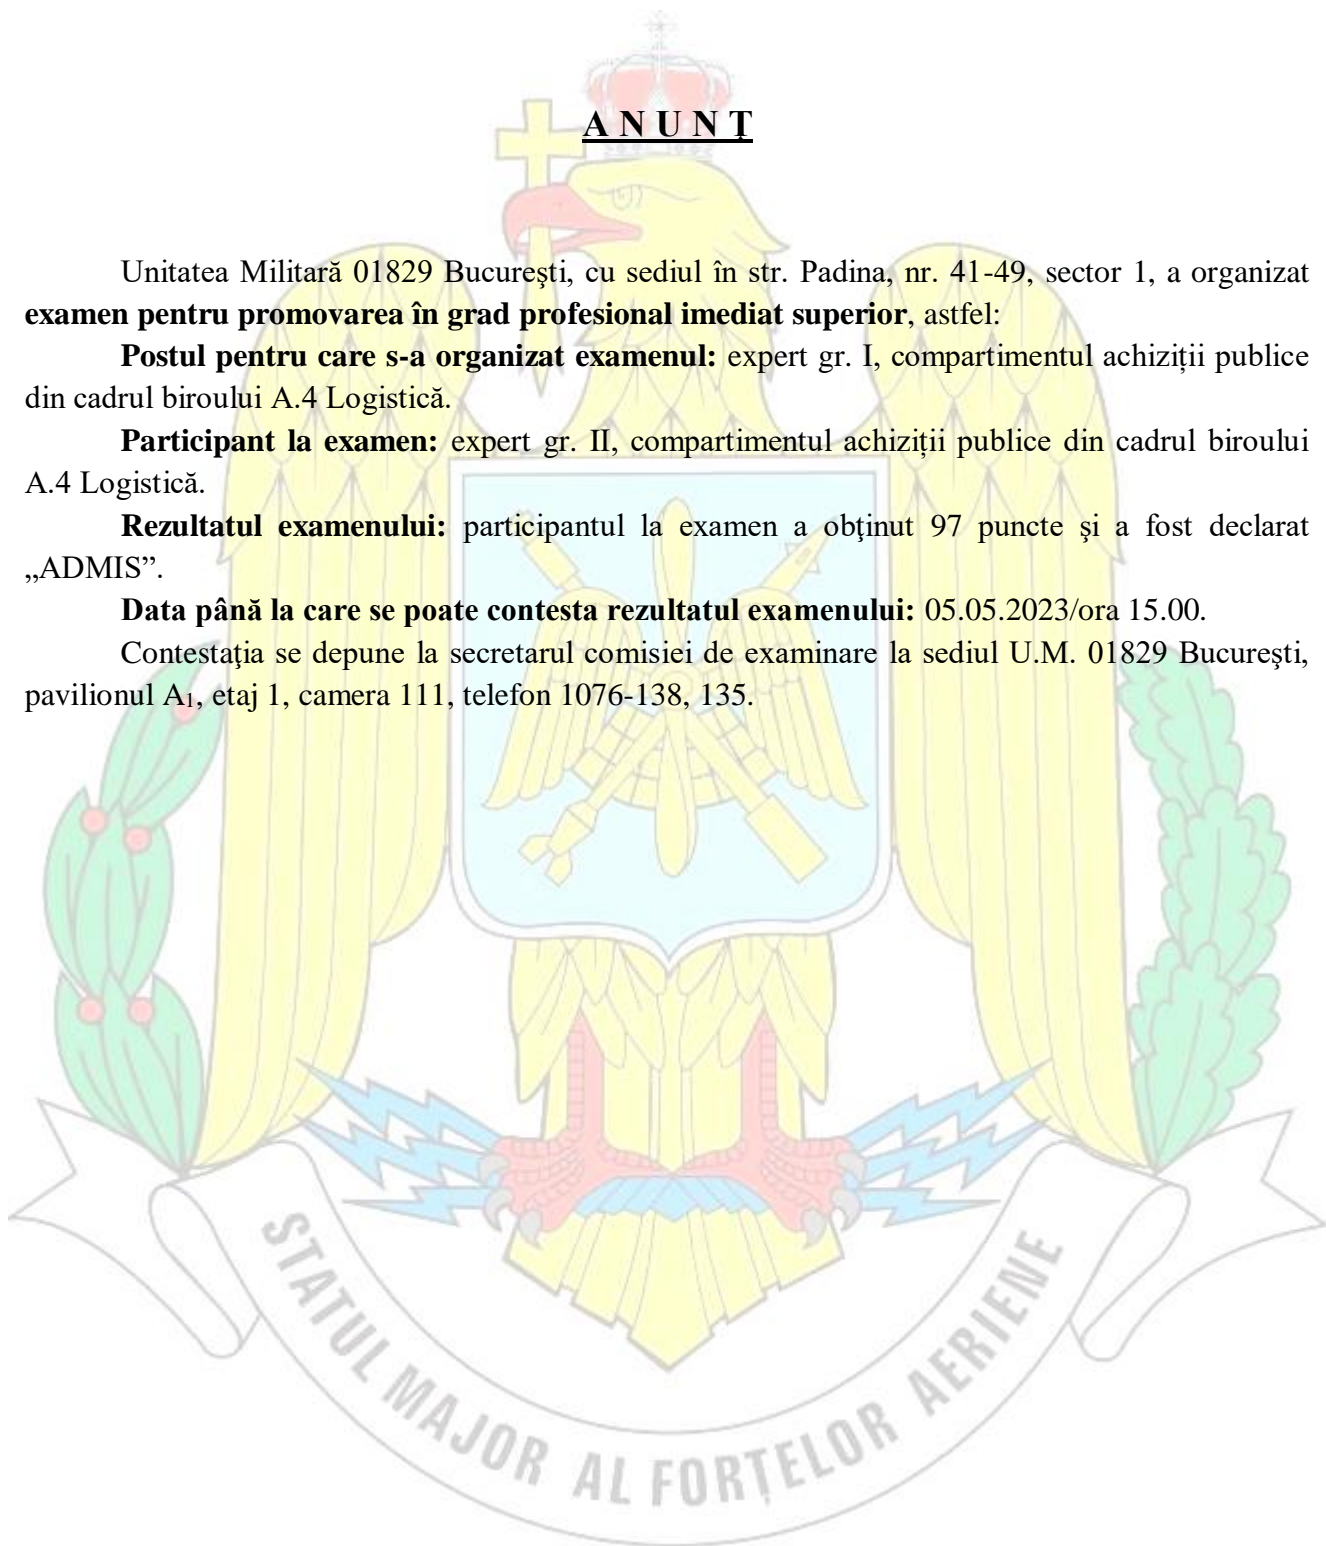 A N U N Ț
Unitatea Militară 01829 Bucureşti, cu sediul în str. Padina, nr. 41-49, sector 1, a organizat
examen pentru promovarea în grad profesional imediat superior, astfel:
Postul pentru care s-a organizat examenul: expert gr. I, compartimentul achiziții publice
din cadrul biroului A.4 Logistică.
Participant la examen: expert gr. II, compartimentul achiziții publice din cadrul biroului
A.4 Logistică.
Rezultatul examenului: participantul la examen a obţinut 97 puncte şi a fost declarat
„ADMIS”.
Data până la care se poate contesta rezultatul examenului: 05.05.2023/ora 15.00.
Contestaţia se depune la secretarul comisiei de examinare la sediul U.M. 01829 Bucureşti,
pavilionul A₁, etaj 1, camera 111, telefon 1076-138, 135.
STATUL MAJOR AL FORȚELOR AERIENE